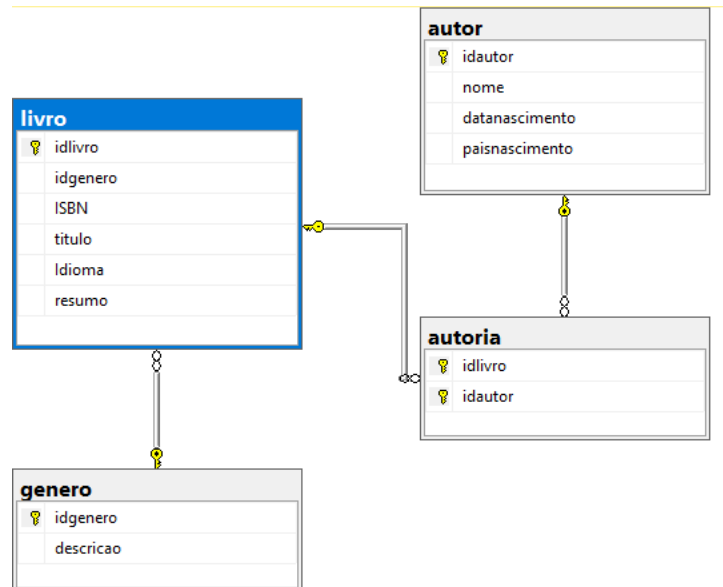 autor
idautor
nome
datanascimento
paisnascimento
livro
idlivro
idgenero
ISBN
titulo
Idioma
resumo
autoria
idlivro
idautor
genero
idgenero
descricao